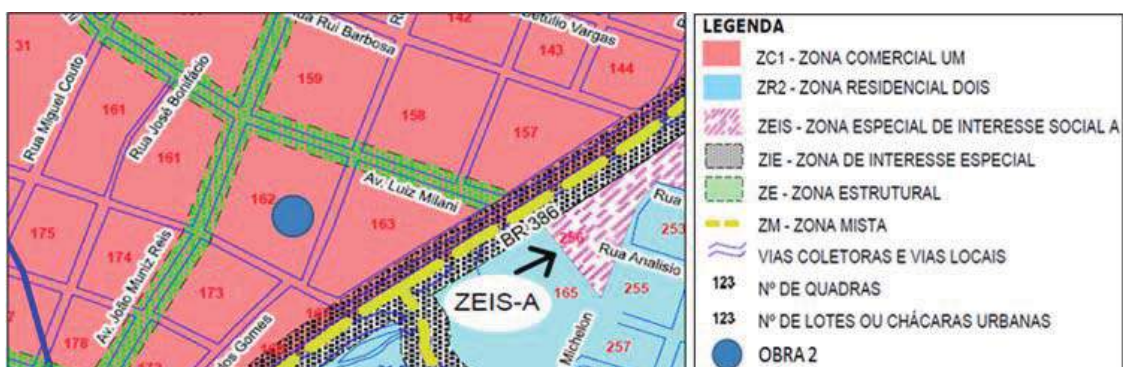 142
Getúlio Vargas
Rua Rui Barbosa
143
31
Rua Miguel Couto
159
144
161
Rua José Bonifácio
158
157
161
Av. Luiz Milani
162
163
BR 386
256
Rua
253
175
Rua Analisio
174
Av. João Muniz Reis
ZEIS-A
165
255
173
Michelon
178
dos Gomes
257
LEGENDA
ZC1 - ZONA COMERCIAL UM
ZR2 - ZONA RESIDENCIAL DOIS
ZEIS - ZONA ESPECIAL DE INTERESSE SOCIAL A
ZIE - ZONA DE INTERESSE ESPECIAL
ZE - ZONA ESTRUTURAL
ZM - ZONA MISTA
VIAS COLETORAS E VIAS LOCAIS
123 Nº DE QUADRAS
123 Nº DE LOTES OU CHÁCARAS URBANAS
OBRA 2